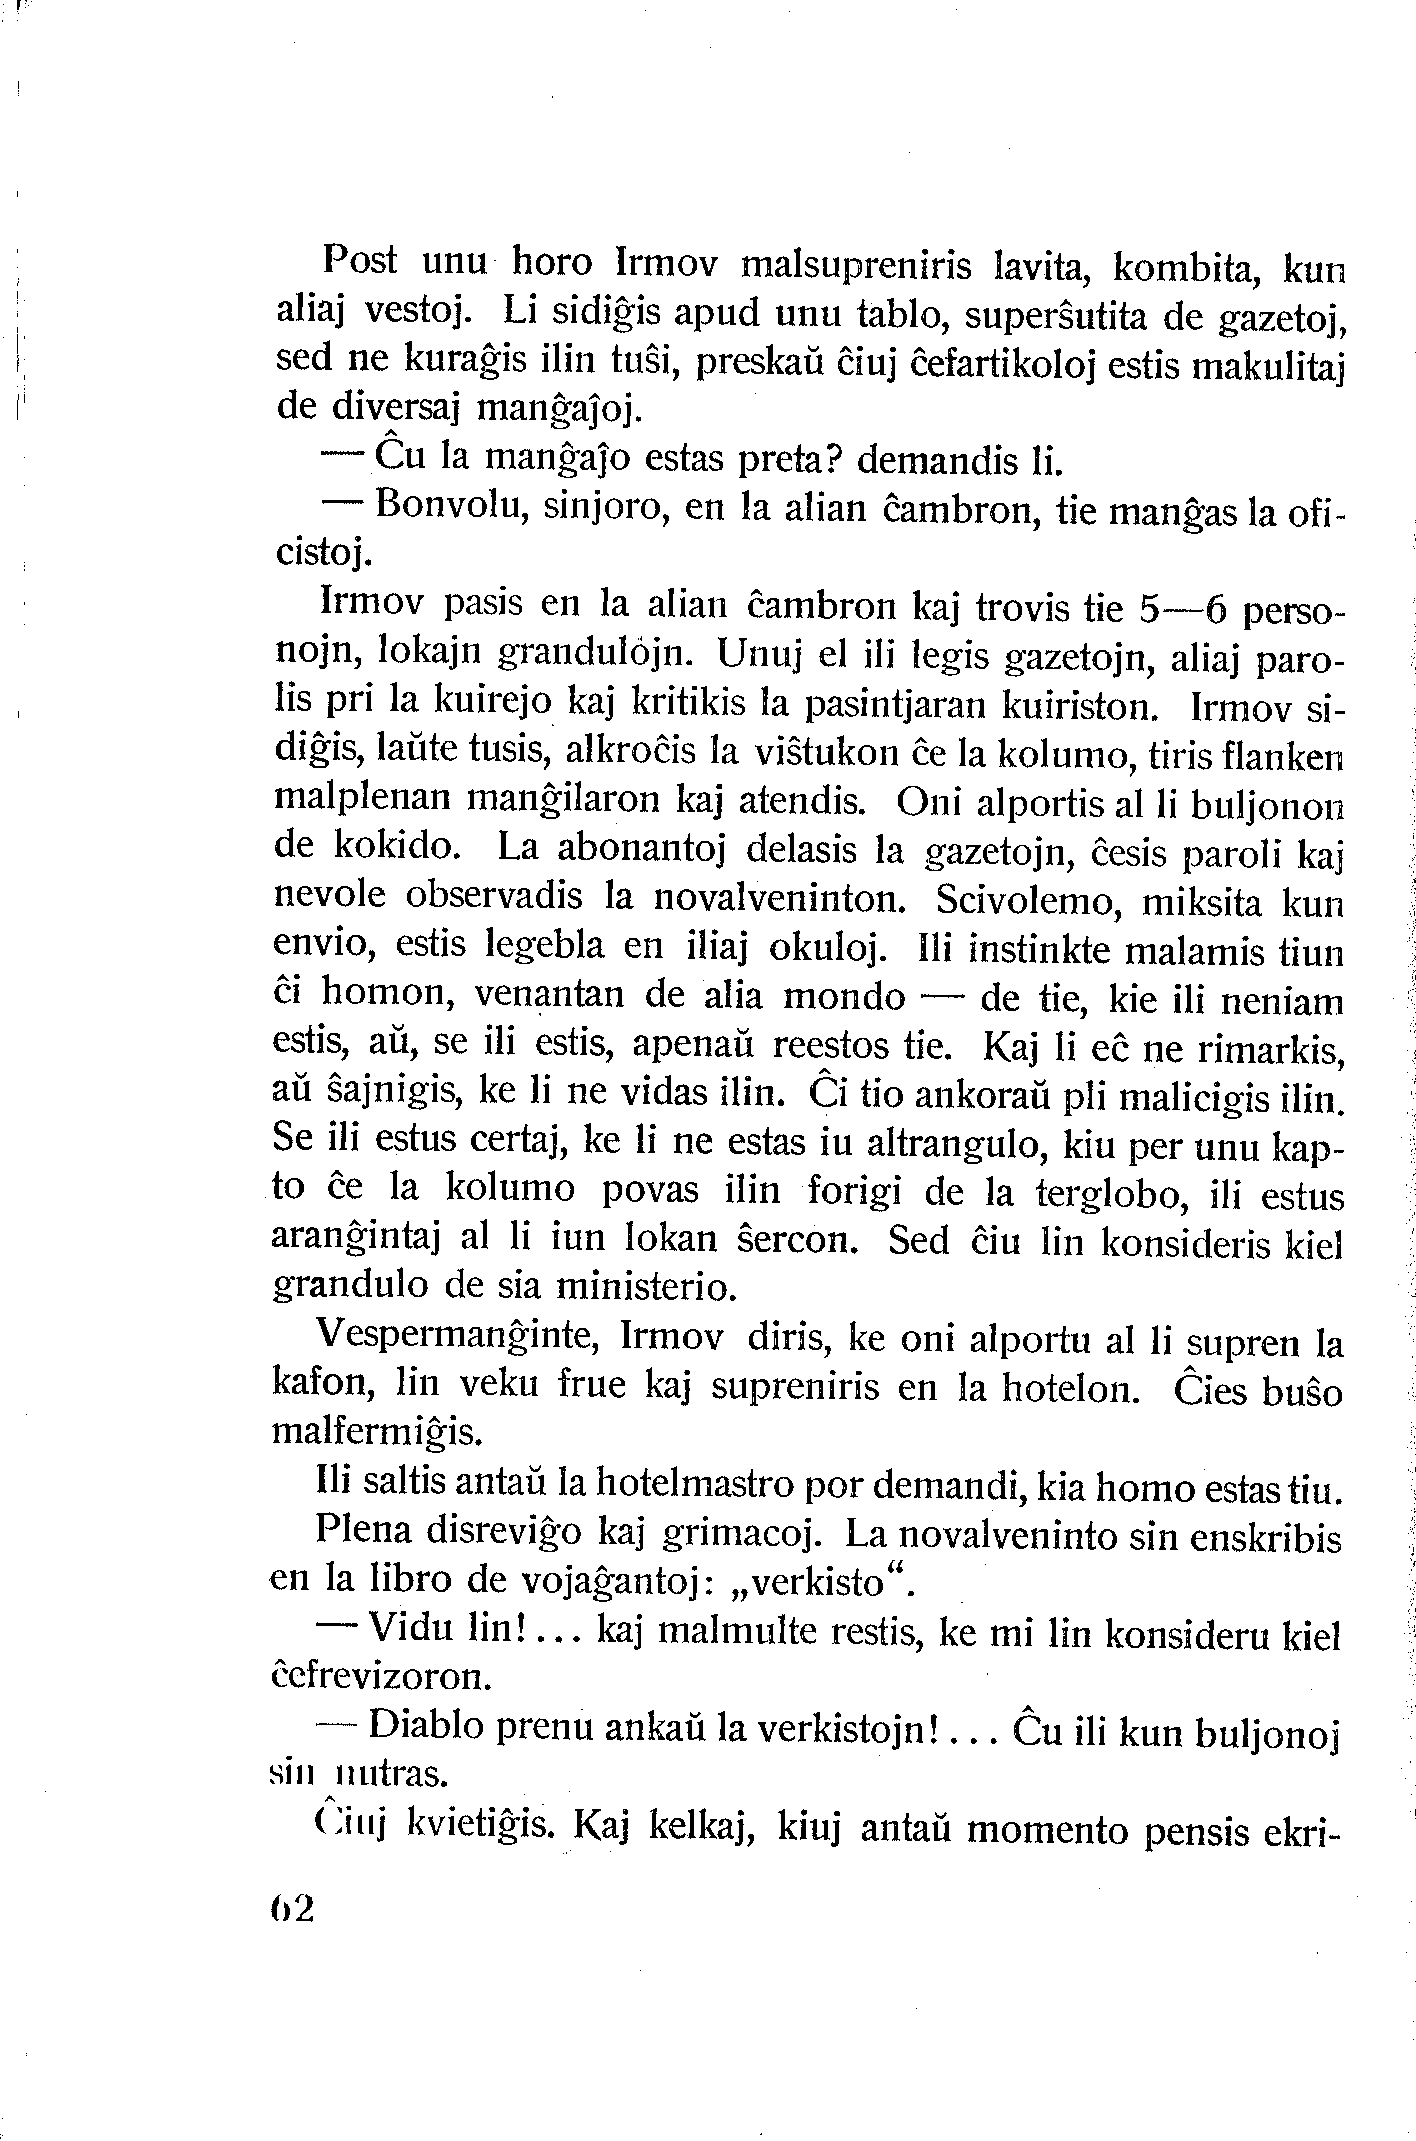 Post unu horo Irmov malsupreniris lavita, kombita, kun
aliaj vestoj. Li sidiĝis apud unu tablo, superŝutita de gazetoj,
sed ne kuraĝis ilin tuŝi, preskaŭ ĉiuj ĉefartikoloj estis makulitaj
de diversaj manĝaĵoj.
— Ĉu la manĝaĵo estas preta? demandis li.
— Bonvolu, sinjoro, en la alian ĉambron, tie manĝas la ofi-
cistoj.
Irmov pasis en la alian ĉambron kaj trovis tie 5—6 perso-
nojn, lokajn grandulojn. Unuj el ili legis gazetojn, aliaj paro-
lis pri la kuirejo kaj kritikis la pasintjaran kuiriston. Irmov si-
diĝis, laŭte tusis, alkroĉis la viŝtukon ĉe la kolumo, tiris flanken
malplenan manĝilaron kaj atendis. Oni alportis al li buljonon
de kokido. La abonantoj delasis la gazetojn, ĉesis paroli kaj
nevole observadis la novalveninton. Scivolemo, miksita kun
envio, estis legebla en iliaj okuloj. Ili instinkte malamis tiun
ĉi homon, venantan de alia mondo — de tie, kie ili neniam
estis, aŭ, se ili estis, apenaŭ reestos tie. Kaj li eĉ ne rimarkis,
aŭ ŝajnigis, ke li ne vidas ilin. Ĉi tio ankoraŭ pli malicigis ilin.
Se ili estus certaj, ke li ne estas iu altrangulo, kiu per unu kap-
to ĉe la kolumo povas ilin forigi de la terglobo, ili estus
aranĝintaj al li iun lokan ŝercon. Sed ĉiu lin konsideris kiel
grandulo de sia ministerio.
Vespermanĝinte, Irmov diris, ke oni alportu al li supren la
kafon, lin veku frue kaj supreniris en la hotelon. Ĉies buŝo
malfermiĝis.
Ili saltis antaŭ la hotelmastro por demandi, kia homo estas tiu.
Plena disreviĝo kaj grimacoj. La novalveninto sin enskribis
en la libro de vojaĝantoj: „verkisto“.
— Vidu lin!... kaj malmulte restis, ke mi lin konsideru kiel
ĉefrevizoron.
— Diablo prenu ankaŭ la verkistojn!... Ĉu ili kun buljonoj
sin nutras.
Ĉiuj kvietiĝis. Kaj kelkaj, kiuj antaŭ momento pensis ekri-
62